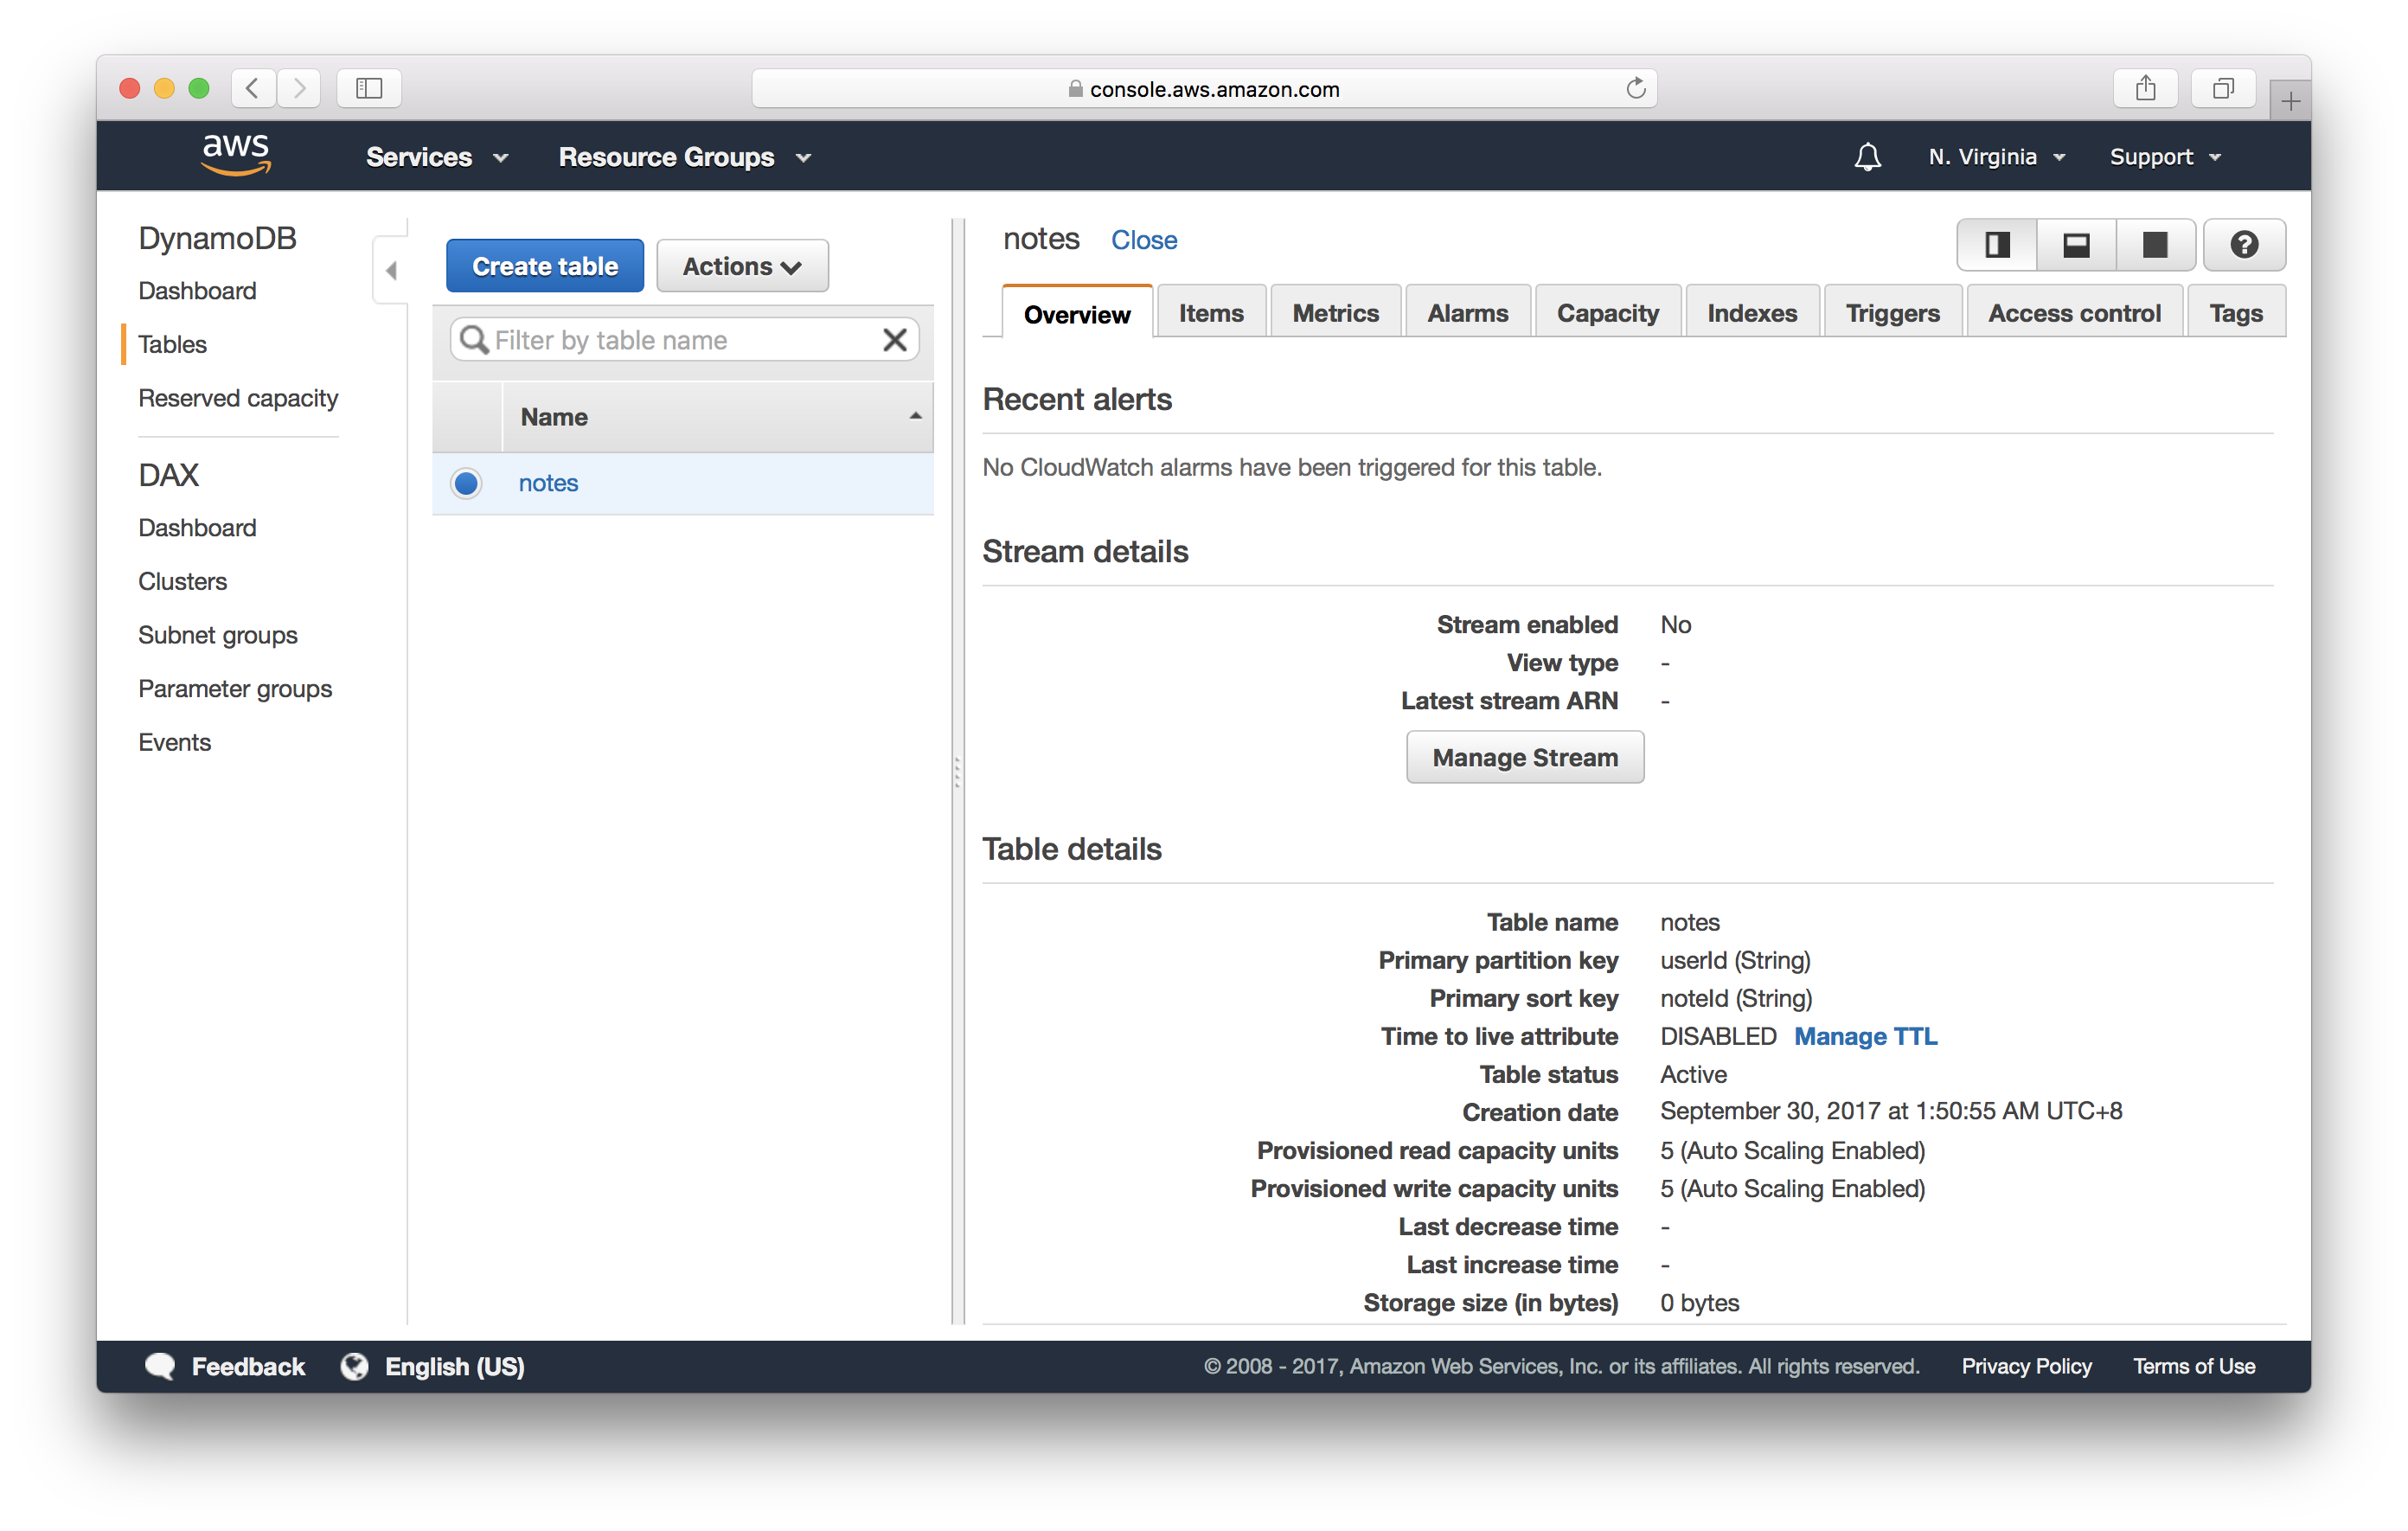 console.aws.amazon.com
aws Services Resource Groups N. Virginia Support
DynamoDB
Dashboard
Tables
Reserved capacity
DAX
Dashboard
Clusters
Subnet groups
Parameter groups
Events
Create table Actions
Filter by table name
Name
notes
notes Close
Overview Items Metrics Alarms Capacity Indexes Triggers Access control Tags
Recent alerts
No CloudWatch alarms have been triggered for this table.
Stream details
Stream enabled No
View type -
Latest stream ARN -
Manage Stream
Table details
Table name notes
Primary partition key userId (String)
Primary sort key noteId (String)
Time to live attribute DISABLED Manage TTL
Table status Active
Creation date September 30, 2017 at 1:50:55 AM UTC+8
Provisioned read capacity units 5 (Auto Scaling Enabled)
Provisioned write capacity units 5 (Auto Scaling Enabled)
Last decrease time -
Last increase time -
Storage size (in bytes) 0 bytes
Feedback English (US) © 2008 - 2017, Amazon Web Services, Inc. or its affiliates. All rights reserved. Privacy Policy Terms of Use